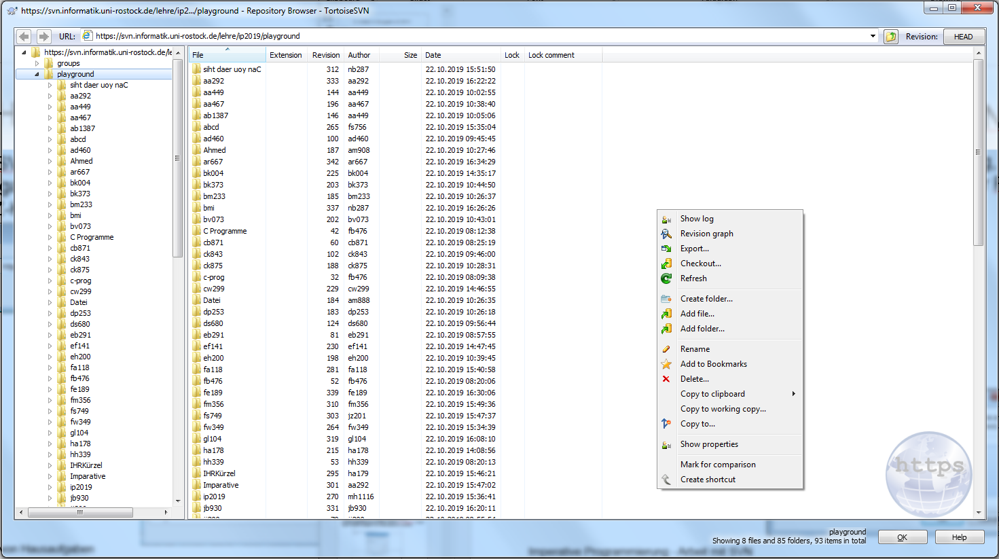 https://svn.informatik.uni-rostock.de/lehre/ip2.../playground - Repository Browser - TortoiseSVN
URL: https://svn.informatik.uni-rostock.de/lehre/ip2019/playground Revision: HEAD
https://svn.informatik.uni-rostock.de/le
groups
playground
siht daer uoy naC
aa292
aa449
aa467
ab1387
abcd
ad460
Ahmed
ar667
bk004
bk373
bm233
bmi
bv073
C Programme
cb871
ck843
ck875
c-prog
cw299
Datei
dp253
ds680
eb291
ef141
eh200
fa118
fb476
fe189
fm356
fs749
fw349
gl104
ha178
hh339
IHRKürzel
Imparative
ip2019
jb930
File Extension Revision Author Size Date Lock Lock comment
siht daer uoy naC 312 nb287 22.10.2019 15:51:50
aa292 333 aa292 22.10.2019 16:22:22
aa449 144 aa449 22.10.2019 10:02:55
aa467 196 aa467 22.10.2019 10:38:40
ab1387 146 aa449 22.10.2019 10:05:06
abcd 265 fs756 22.10.2019 15:35:04
ad460 100 ad460 22.10.2019 09:45:45
Ahmed 187 am908 22.10.2019 10:27:46
ar667 342 ar667 22.10.2019 16:34:29
bk004 225 bk004 22.10.2019 14:35:17
bk373 203 bk373 22.10.2019 10:44:50
bm233 185 bm233 22.10.2019 10:26:37
bmi 337 nb287 22.10.2019 16:26:26
bv073 202 bv073 22.10.2019 10:43:01
C Programme 42 fb476 22.10.2019 08:12:38
cb871 60 cb871 22.10.2019 08:25:19
ck843 102 ck843 22.10.2019 09:46:00
ck875 188 ck875 22.10.2019 10:28:31
c-prog 32 fb476 22.10.2019 08:09:38
cw299 229 cw299 22.10.2019 14:46:55
Datei 184 am888 22.10.2019 10:26:35
dp253 183 dp253 22.10.2019 10:26:18
ds680 124 ds680 22.10.2019 09:56:44
eb291 81 eb291 22.10.2019 08:57:55
ef141 230 ef141 22.10.2019 14:47:45
eh200 198 eh200 22.10.2019 10:39:45
fa118 281 fa118 22.10.2019 15:40:58
fb476 52 fb476 22.10.2019 08:20:06
fe189 339 fe189 22.10.2019 16:30:06
fm356 310 fm356 22.10.2019 15:49:36
fs749 303 jz201 22.10.2019 15:47:37
fw349 264 fw349 22.10.2019 15:34:39
gl104 319 gl104 22.10.2019 16:08:10
ha178 215 ha178 22.10.2019 14:08:56
hh339 53 hh339 22.10.2019 08:20:13
IHRKürzel 295 ha179 22.10.2019 15:46:21
Imparative 301 aa292 22.10.2019 15:47:02
ip2019 270 mh1116 22.10.2019 15:36:41
jb930 331 jb930 22.10.2019 16:20:11
Show log
Revision graph
Export...
Checkout...
Refresh
Create folder...
Add file...
Add folder...
Rename
Add to Bookmarks
Delete...
Copy to clipboard
Copy to working copy...
Copy to...
Show properties
Mark for comparison
Create shortcut
https
playground
Showing 8 files and 85 folders, 93 items in total
OK Help
Imperative Programmierung - Arbeit mit SVN